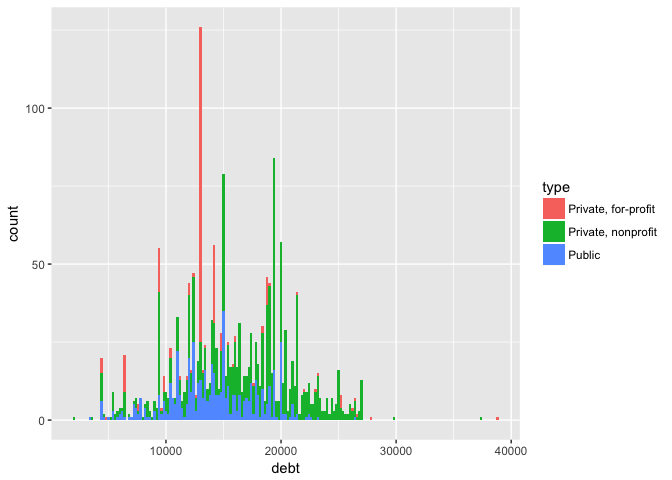 100
50
0
count
10000
20000
30000
40000
debt
type
Private, for-profit
Private, nonprofit
Public